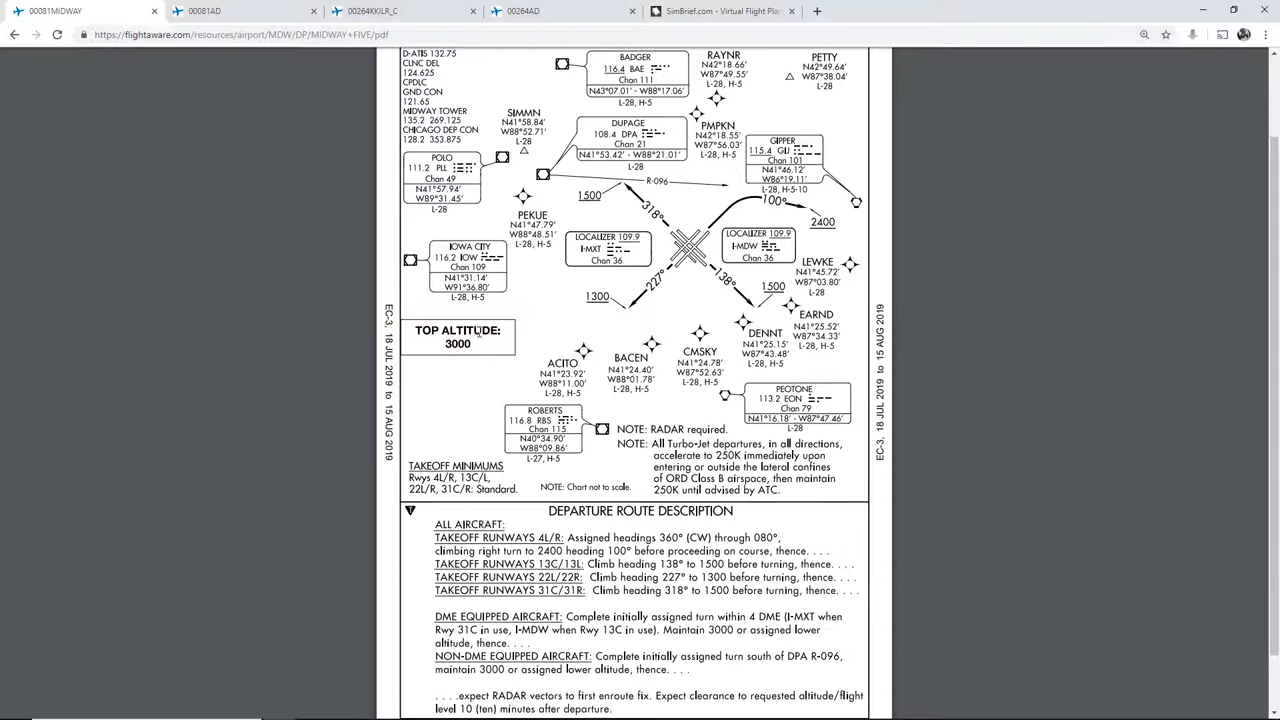 00081MIDWAY
00081AD
00264KKILR_C
00264AD
SimBrief.com - Virtual Flight Plan
https://flightaware.com/resources/airport/MDW/DP/MIDWAY+FIVE/pdf
D-ATIS 132.75
CLNC DEL
124.625
CPDLC
GND CON
121.65
MIDWAY TOWER
135.2 269.125
CHICAGO DEP CON
128.2 353.875
BADGER
116.4 BAE
Chan 111
N43°07.01' - W88°17.06'
L-28, H-5
RAYNR
N42°18.66'
W87°49.55'
L-28, H-5
PETTY
N42°49.64'
W87°38.04'
L-28
SIMMN
N41°58.84'
W88°52.71'
L-28
DUPAGE
108.4 DPA
Chan 21
N41°53.42' - W88°21.01'
L-28
PMPKN
N42°18.55'
W87°56.03'
L-28, H-5
GIPPER
115.4 GIJ
Chan 101
N41°46.12'
W86°19.11'
L-28, H-5-10
POLO
111.2 PLL
Chan 49
N41°57.94'
W89°31.45'
L-28
R-096
1500
318°
100°
2400
PEKUE
N41°47.79'
W88°48.51'
L-28, H-5
LOCALIZER 109.9
I-MXT
Chan 36
LOCALIZER 109.9
I-MDW
Chan 36
IOWA CITY
116.2 IOW
Chan 109
N41°31.14'
W91°36.80'
L-28, H-5
LEWKE
N41°45.72'
W87°03.80'
L-28
227°
138°
1300
1500
EARND
N41°25.52'
W87°34.33'
L-28, H-5
TOP ALTITUDE:
3000
DENNT
N41°25.15'
W87°43.48'
L-28, H-5
CMSKY
N41°24.78'
W87°52.63'
L-28, H-5
BACEN
N41°24.40'
W88°01.78'
L-28, H-5
ACITO
N41°23.92'
W88°11.00'
L-28, H-5
PEOTONE
113.2 EON
Chan 79
N41°16.18' - W87°47.46'
L-28
ROBERTS
116.8 RBS
Chan 115
N40°34.90'
W88°09.86'
L-27, H-5
EC-3, 18 JUL 2019 to 15 AUG 2019
EC-3, 18 JUL 2019 to 15 AUG 2019
NOTE: RADAR required.
NOTE: All Turbo-Jet departures, in all directions,
accelerate to 250K immediately upon
entering or outside the lateral confines
of ORD Class B airspace, then maintain
250K until advised by ATC.
TAKEOFF MINIMUMS
Rwys 4L/R, 13C/L,
22L/R, 31C/R: Standard.
NOTE: Chart not to scale.
DEPARTURE ROUTE DESCRIPTION
ALL AIRCRAFT:
TAKEOFF RUNWAYS 4L/R: Assigned headings 360° (CW) through 080°,
climbing right turn to 2400 heading 100° before proceeding on course, thence. . . .
TAKEOFF RUNWAYS 13C/13L: Climb heading 138° to 1500 before turning, thence. . . .
TAKEOFF RUNWAYS 22L/22R: Climb heading 227° to 1300 before turning, thence. . . .
TAKEOFF RUNWAYS 31C/31R: Climb heading 318° to 1500 before turning, thence. . . .
DME EQUIPPED AIRCRAFT: Complete initially assigned turn within 4 DME (I-MXT when
Rwy 31C in use, I-MDW when Rwy 13C in use). Maintain 3000 or assigned lower
altitude, thence. . . .
NON-DME EQUIPPED AIRCRAFT: Complete initially assigned turn south of DPA R-096,
maintain 3000 or assigned lower altitude, thence. . . .
. . . .expect RADAR vectors to first enroute fix. Expect clearance to requested altitude/flight
level 10 (ten) minutes after departure.